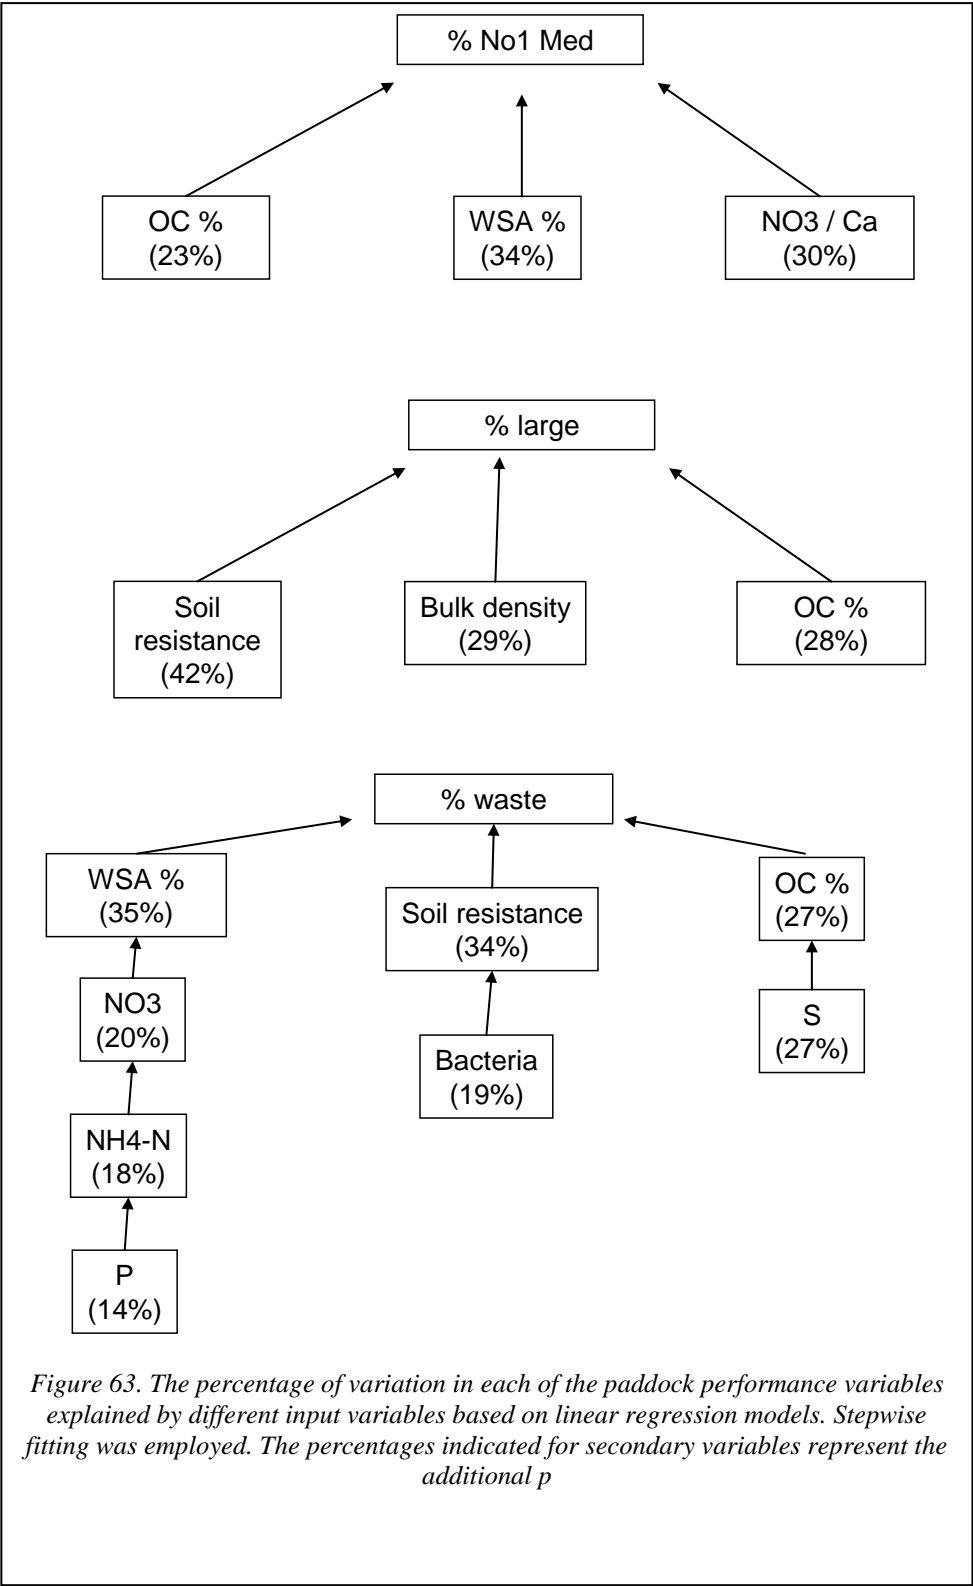 % No1 Med
OC %
(23%)
WSA %
(34%)
NO3 / Ca
(30%)
% large
Soil
resistance
(42%)
Bulk density
(29%)
OC %
(28%)
% waste
WSA %
(35%)
Soil resistance
(34%)
OC %
(27%)
NO3
(20%)
Bacteria
(19%)
S
(27%)
NH4-N
(18%)
P
(14%)
Figure 63. The percentage of variation in each of the paddock performance variables
explained by different input variables based on linear regression models. Stepwise
fitting was employed. The percentages indicated for secondary variables represent the
additional p